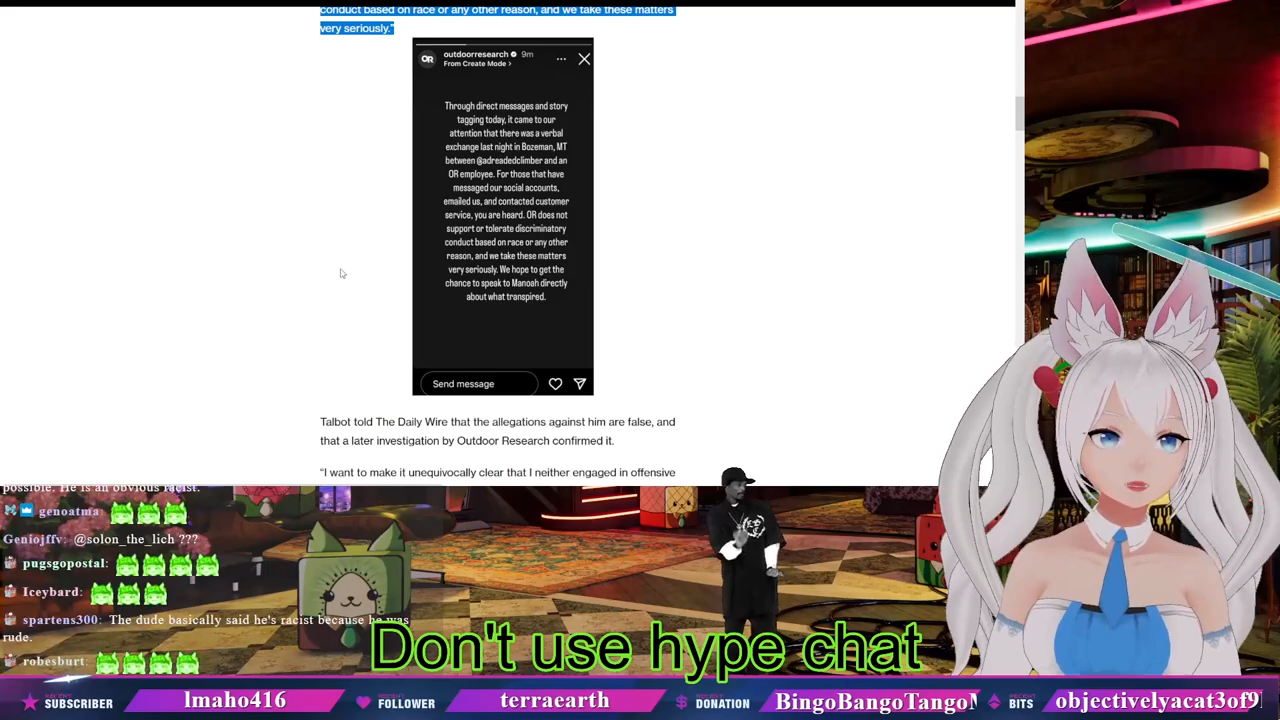 conduct based on race or any other reason, and we take these matters
very seriously."
OR
outdoorresearch 9m
From Create Mode >
Through direct messages and story
tagging today, it came to our
attention that there was a verbal
exchange last night in Bozeman, MT
between @adreadedclimber and an
OR employee. For those that have
messaged our social accounts,
emailed us, and contacted customer
service, you are heard. OR does not
support or tolerate discriminatory
conduct based on race or any other
reason, and we take these matters
very seriously. We hope to get the
chance to speak to Manoah directly
about what transpired.
Send message
Talbot told The Daily Wire that the allegations against him are false, and
that a later investigation by Outdoor Research confirmed it.
“I want to make it unequivocally clear that I neither engaged in offensive
possible. He is an obvious racist.
genoatma:
Geniojffv: @solon_the_lich ???
pugsgopostal:
Iceybard:
spartens300: The dude basically said he's racist because he was
rude.
robesburt:
Don't use hype chat
RECENT
SUBSCRIBER
lmaho416
RECENT
FOLLOWER
terraearth
RECENT
DONATION
BingoBangoTango
RECENT
BITS
objectivelyacat3of9